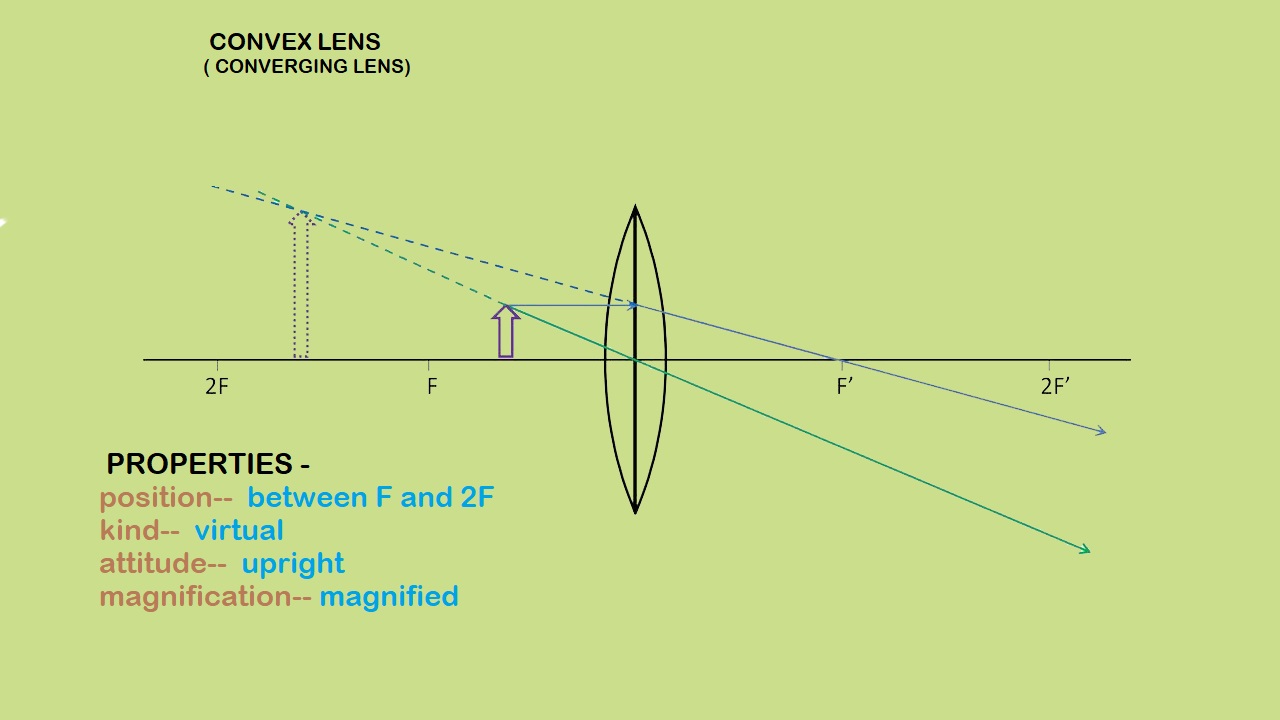 CONVEX LENS
( CONVERGING LENS)
2F F F’ 2F’
PROPERTIES -
position-- between F and 2F
kind-- virtual
attitude-- upright
magnification-- magnified